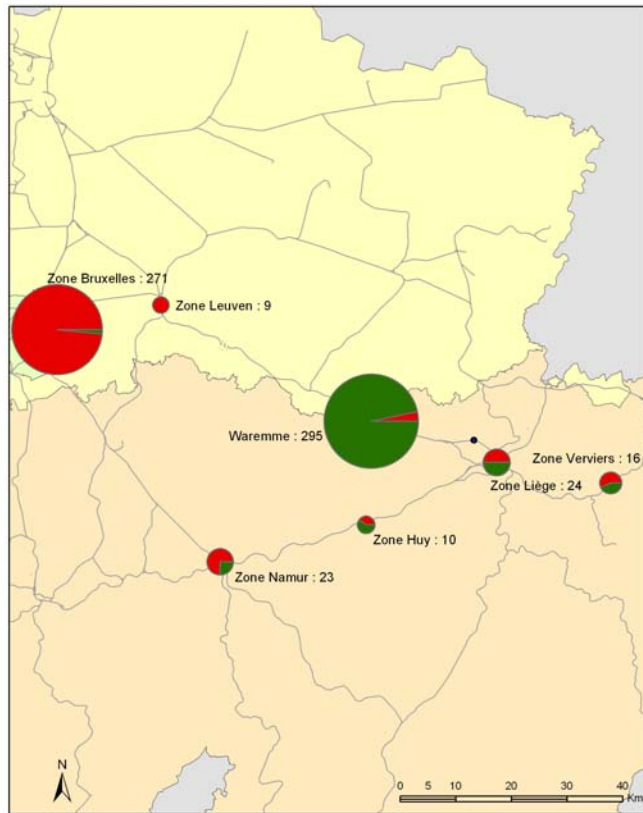 Zone Bruxelles : 271
Zone Leuven : 9
Waremme : 295
Zone Verviers : 16
Zone Liège : 24
Zone Huy : 10
Zone Namur : 23
N
0 5 10 20 30 40
Km